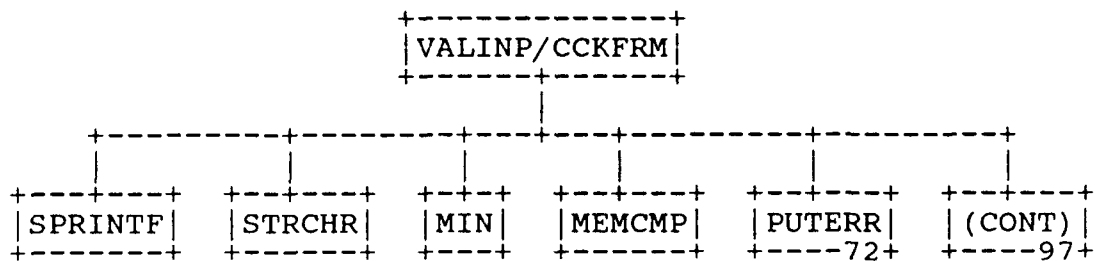 VALINP/CCKFRM
SPRINTF STRCHR MIN MEMCMP PUTERR (CONT)
72 97